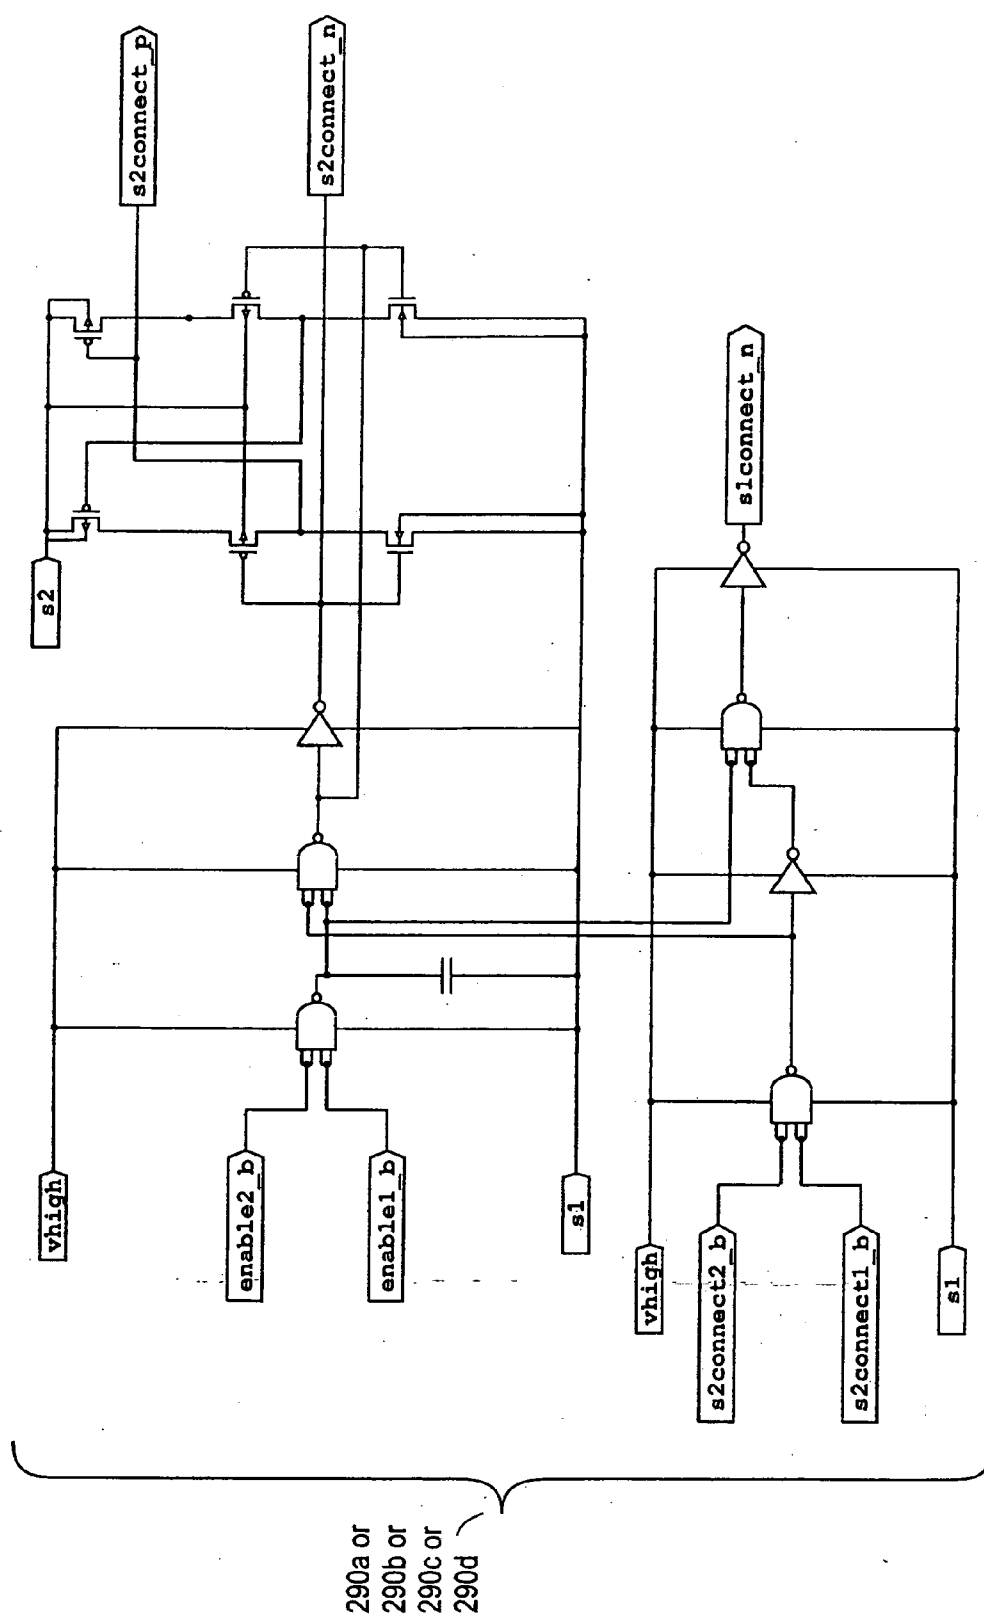 290a or
290b or
290c or
290d
vhigh
enable2_b
enable1_b
s1
s2
s2connect_p
s2connect_n
vhigh
s2connect2_b
s2connect1_b
s1
s1connect_n